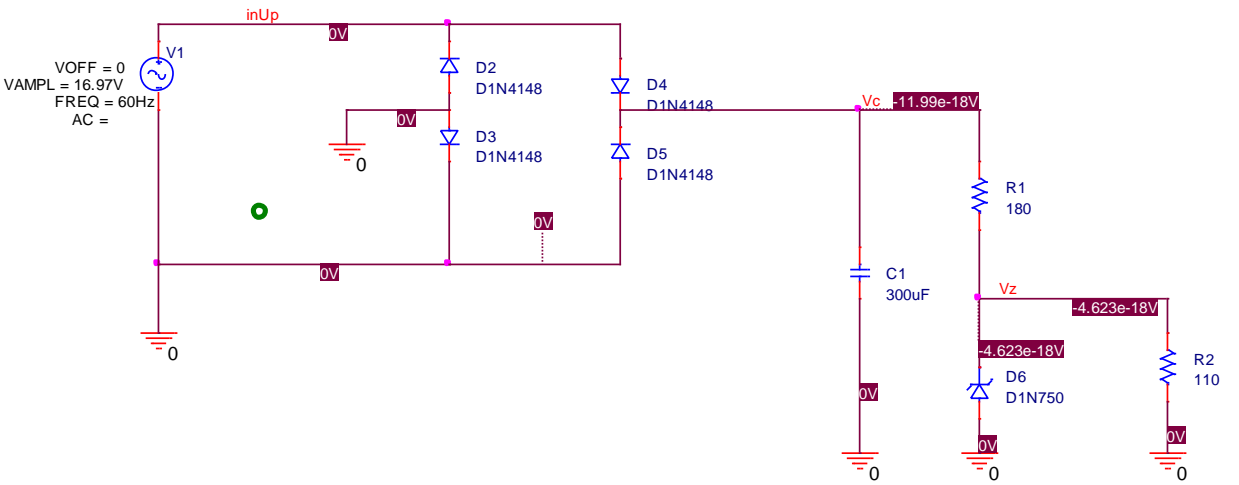 inUp
0V
V1
VOFF = 0
VAMPL = 16.97V
FREQ = 60Hz
AC =
D2
D1N4148
D4
D1N4148
0V
0
D3
D1N4148
D5
D1N4148
Vc
-11.99e-18V
R1
180
0V
0V
0
C1
300uF
Vz
-4.623e-18V
-4.623e-18V
D6
D1N750
R2
110
0V
0V
0V
0
0
0